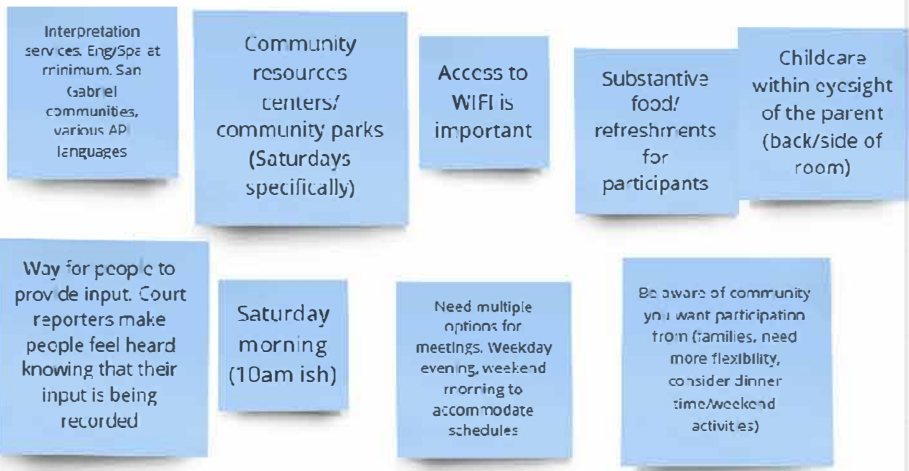 Interpretation
services. Eng/Spa at
minimum. San
Gabriel
communities,
various API
languages
Community
resources
centers/
community parks
(Saturdays
specifically)
Access to
WIFI is
important
Substantive
food/
refreshments
for
participants
Childcare
within eyesight
of the parent
(back/side of
room)
Way for people to
provide input. Court
reporters make
people feel heard
knowing that their
input is being
recorded
Saturday
morning
(10am ish)
Need multiple
options for
meetings. Weekday
evening, weekend
morning to
accommodate
schedules
Be aware of community
you want participation
from (families, need
more flexibility,
consider dinner
time/weekend
activities)